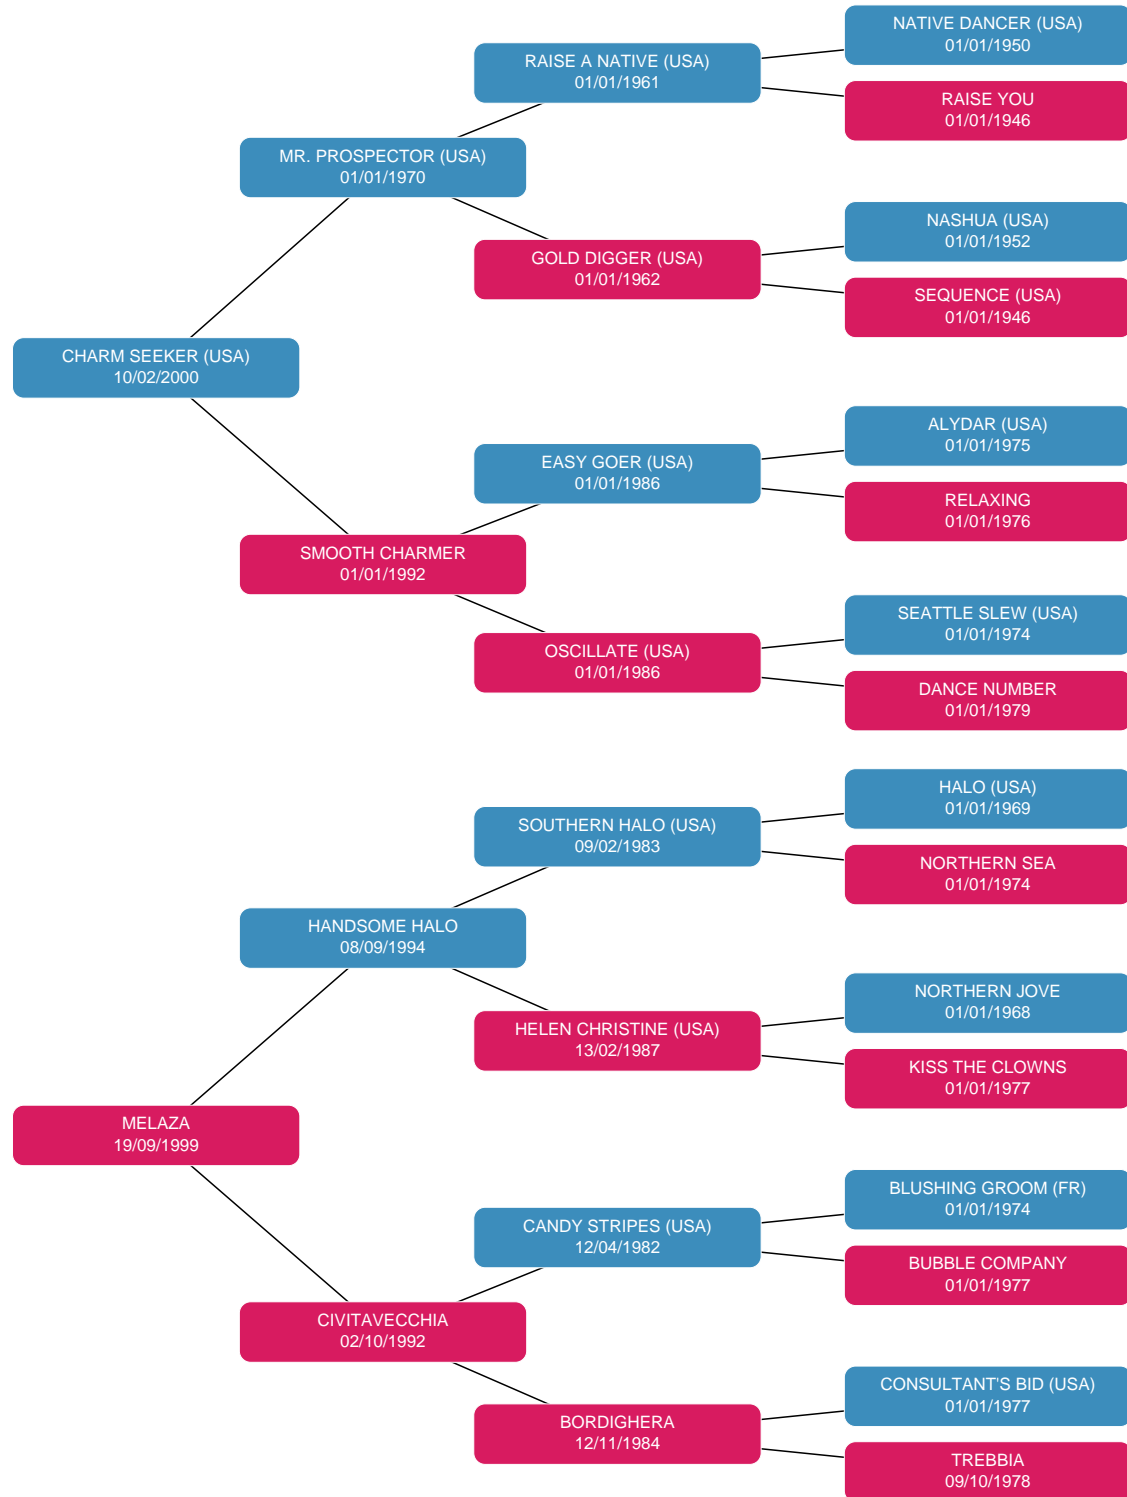 NATIVE DANCER (USA)
01/01/1950
RAISE A NATIVE (USA)
01/01/1961
RAISE YOU
01/01/1946
MR. PROSPECTOR (USA)
01/01/1970
NASHUA (USA)
01/01/1952
GOLD DIGGER (USA)
01/01/1962
SEQUENCE (USA)
01/01/1946
CHARM SEEKER (USA)
10/02/2000
ALYDAR (USA)
01/01/1975
EASY GOER (USA)
01/01/1986
RELAXING
01/01/1976
SMOOTH CHARMER
01/01/1992
SEATTLE SLEW (USA)
01/01/1974
OSCILLATE (USA)
01/01/1986
DANCE NUMBER
01/01/1979
HALO (USA)
01/01/1969
SOUTHERN HALO (USA)
09/02/1983
NORTHERN SEA
01/01/1974
HANDSOME HALO
08/09/1994
NORTHERN JOVE
01/01/1968
HELEN CHRISTINE (USA)
13/02/1987
KISS THE CLOWNS
01/01/1977
MELAZA
19/09/1999
BLUSHING GROOM (FR)
01/01/1974
CANDY STRIPES (USA)
12/04/1982
BUBBLE COMPANY
01/01/1977
CIVITAVECCHIA
02/10/1992
CONSULTANT'S BID (USA)
01/01/1977
BORDIGHERA
12/11/1984
TREBBIA
09/10/1978